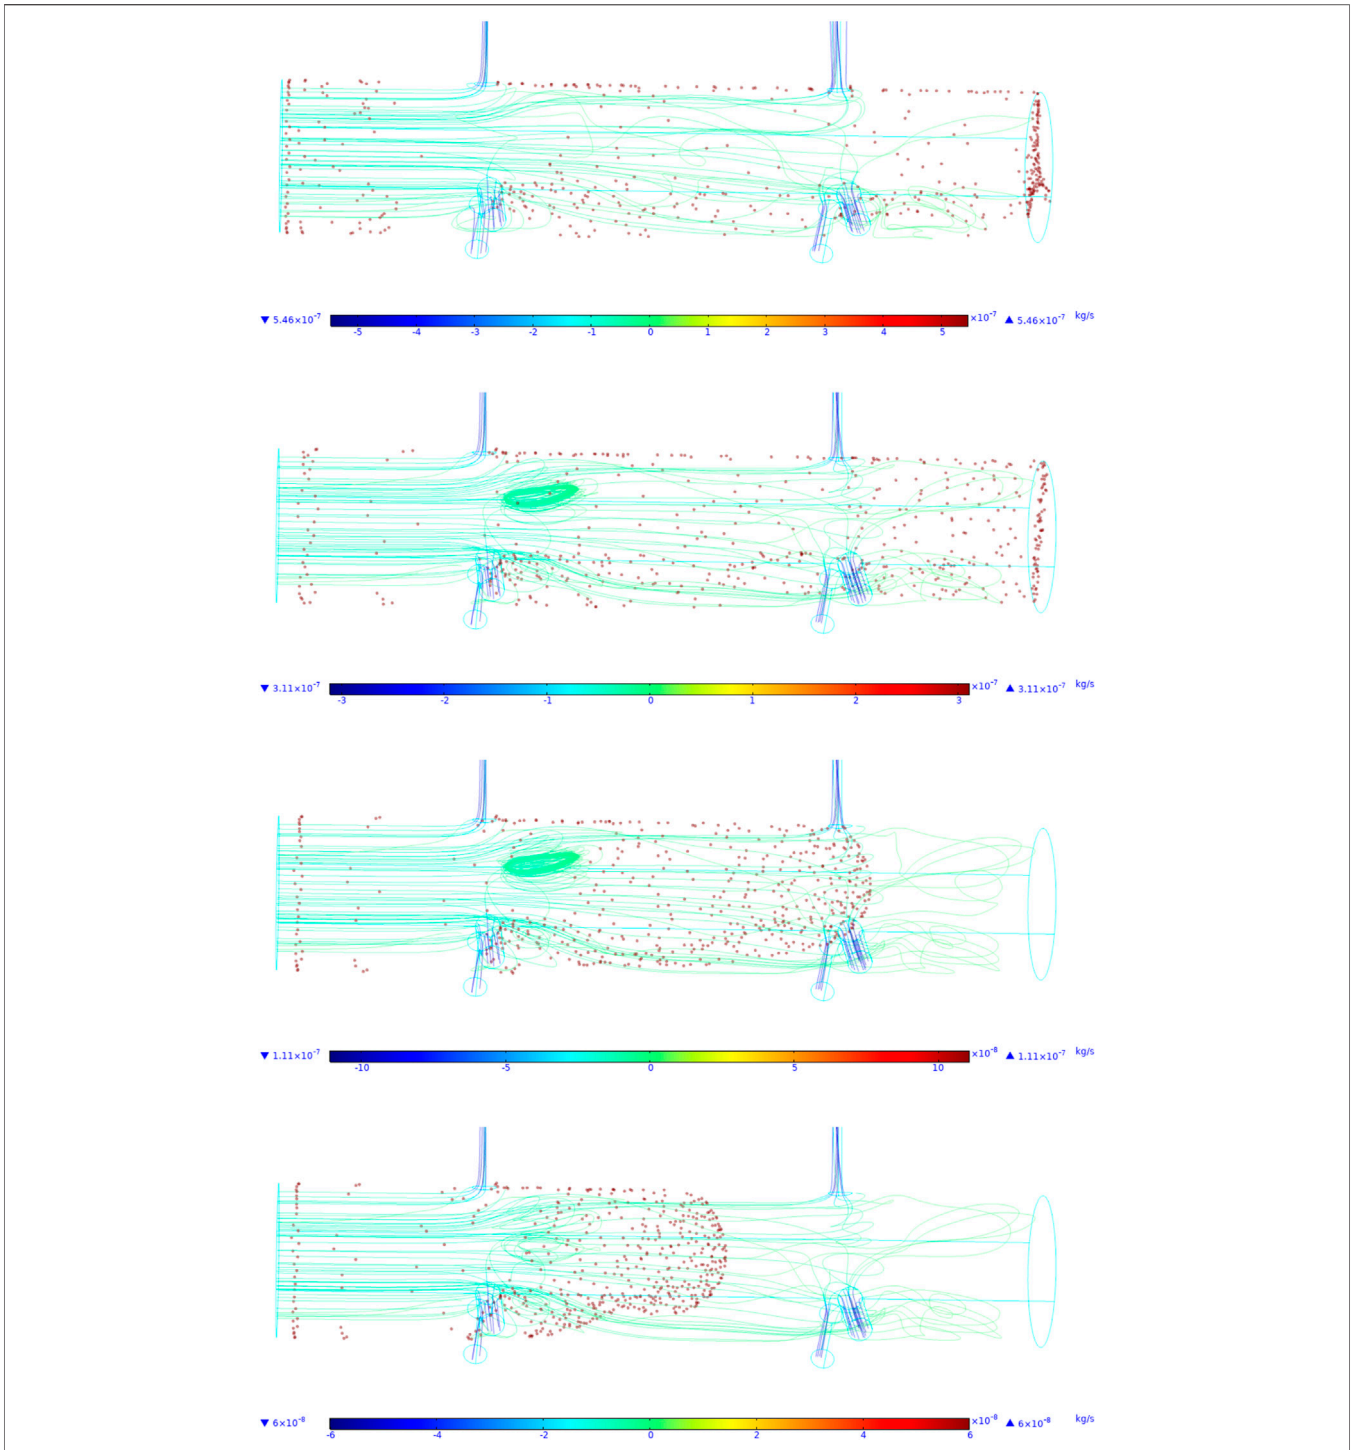 ▼ 5.46×10⁻⁷ ×10⁻⁷ ▲ 5.46×10⁻⁷ kg/s
-5 -4 -3 -2 -1 0 1 2 3 4 5
▼ 3.11×10⁻⁷ ×10⁻⁷ ▲ 3.11×10⁻⁷ kg/s
-3 -2 -1 0 1 2 3
▼ 1.11×10⁻⁷ ×10⁻⁸ ▲ 1.11×10⁻⁷ kg/s
-10 -5 0 5 10
▼ 6×10⁻⁸ ×10⁻⁸ ▲ 6×10⁻⁸ kg/s
-6 -4 -2 0 2 4 6